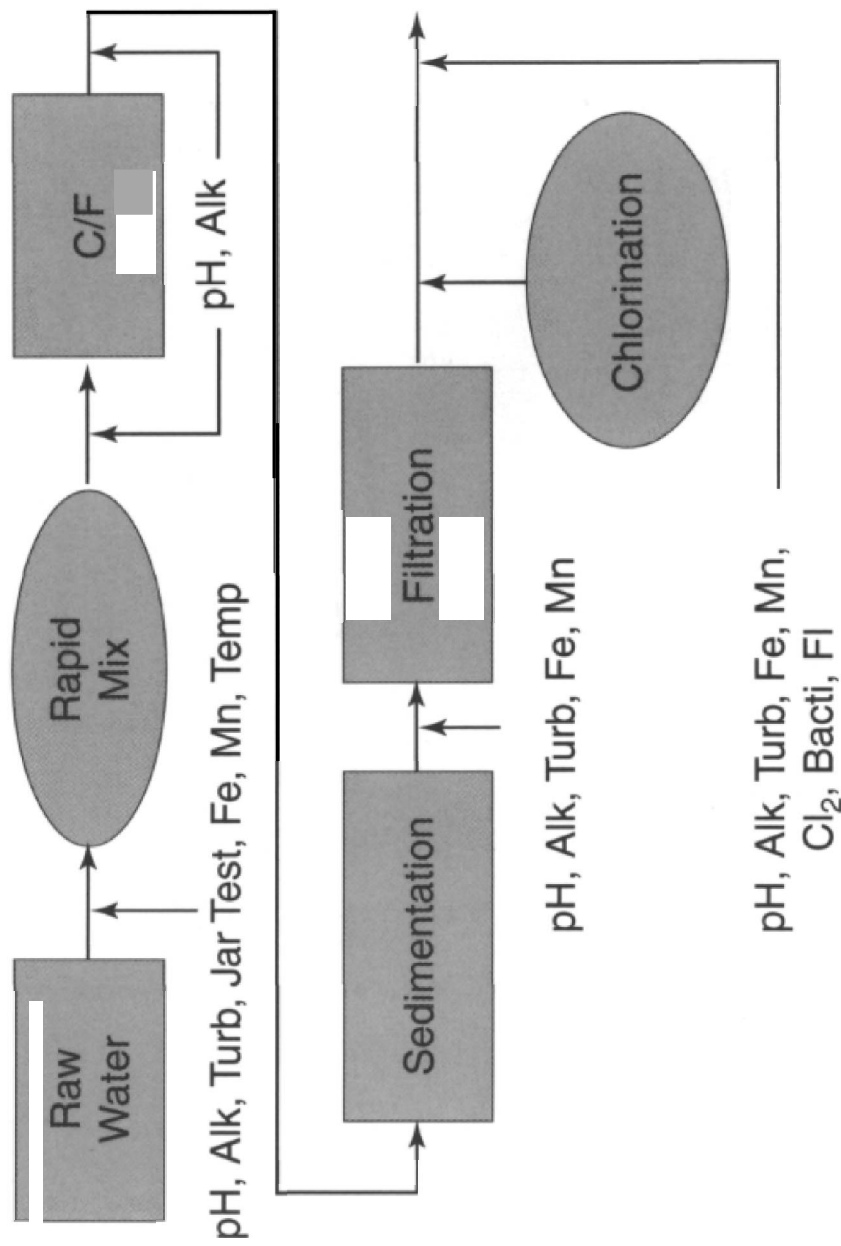 Raw
Water
Rapid
Mix
C/F
pH, Alk, Turb, Jar Test, Fe, Mn, Temp
pH, Alk
Sedimentation
Filtration
Chlorination
pH, Alk, Turb, Fe, Mn
pH, Alk, Turb, Fe, Mn,
Cl₂, Bacti, Fl